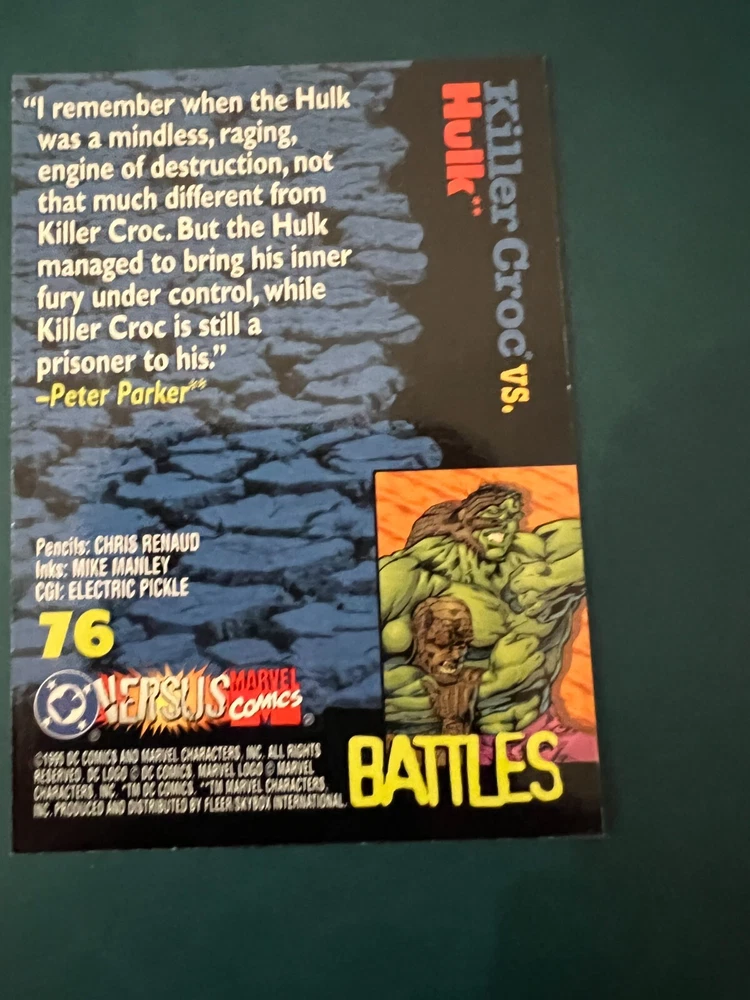 "I remember when the Hulk
was a mindless, raging,
engine of destruction, not
that much different from
Killer Croc. But the Hulk
managed to bring his inner
fury under control, while
Killer Croc is still a
prisoner to his."
–Peter Parker**
Killer Croc* vs.
Hulk**
Pencils: CHRIS RENAUD
Inks: MIKE MANLEY
CGI: ELECTRIC PICKLE
76
DC VERSUS MARVEL COMICS
©1995 DC COMICS AND MARVEL CHARACTERS, INC. ALL RIGHTS
RESERVED. DC LOGO © DC COMICS. MARVEL LOGO © MARVEL
CHARACTERS, INC. *TM DC COMICS. **TM MARVEL CHARACTERS,
INC. PRODUCED AND DISTRIBUTED BY FLEER/SKYBOX INTERNATIONAL.
BATTLES